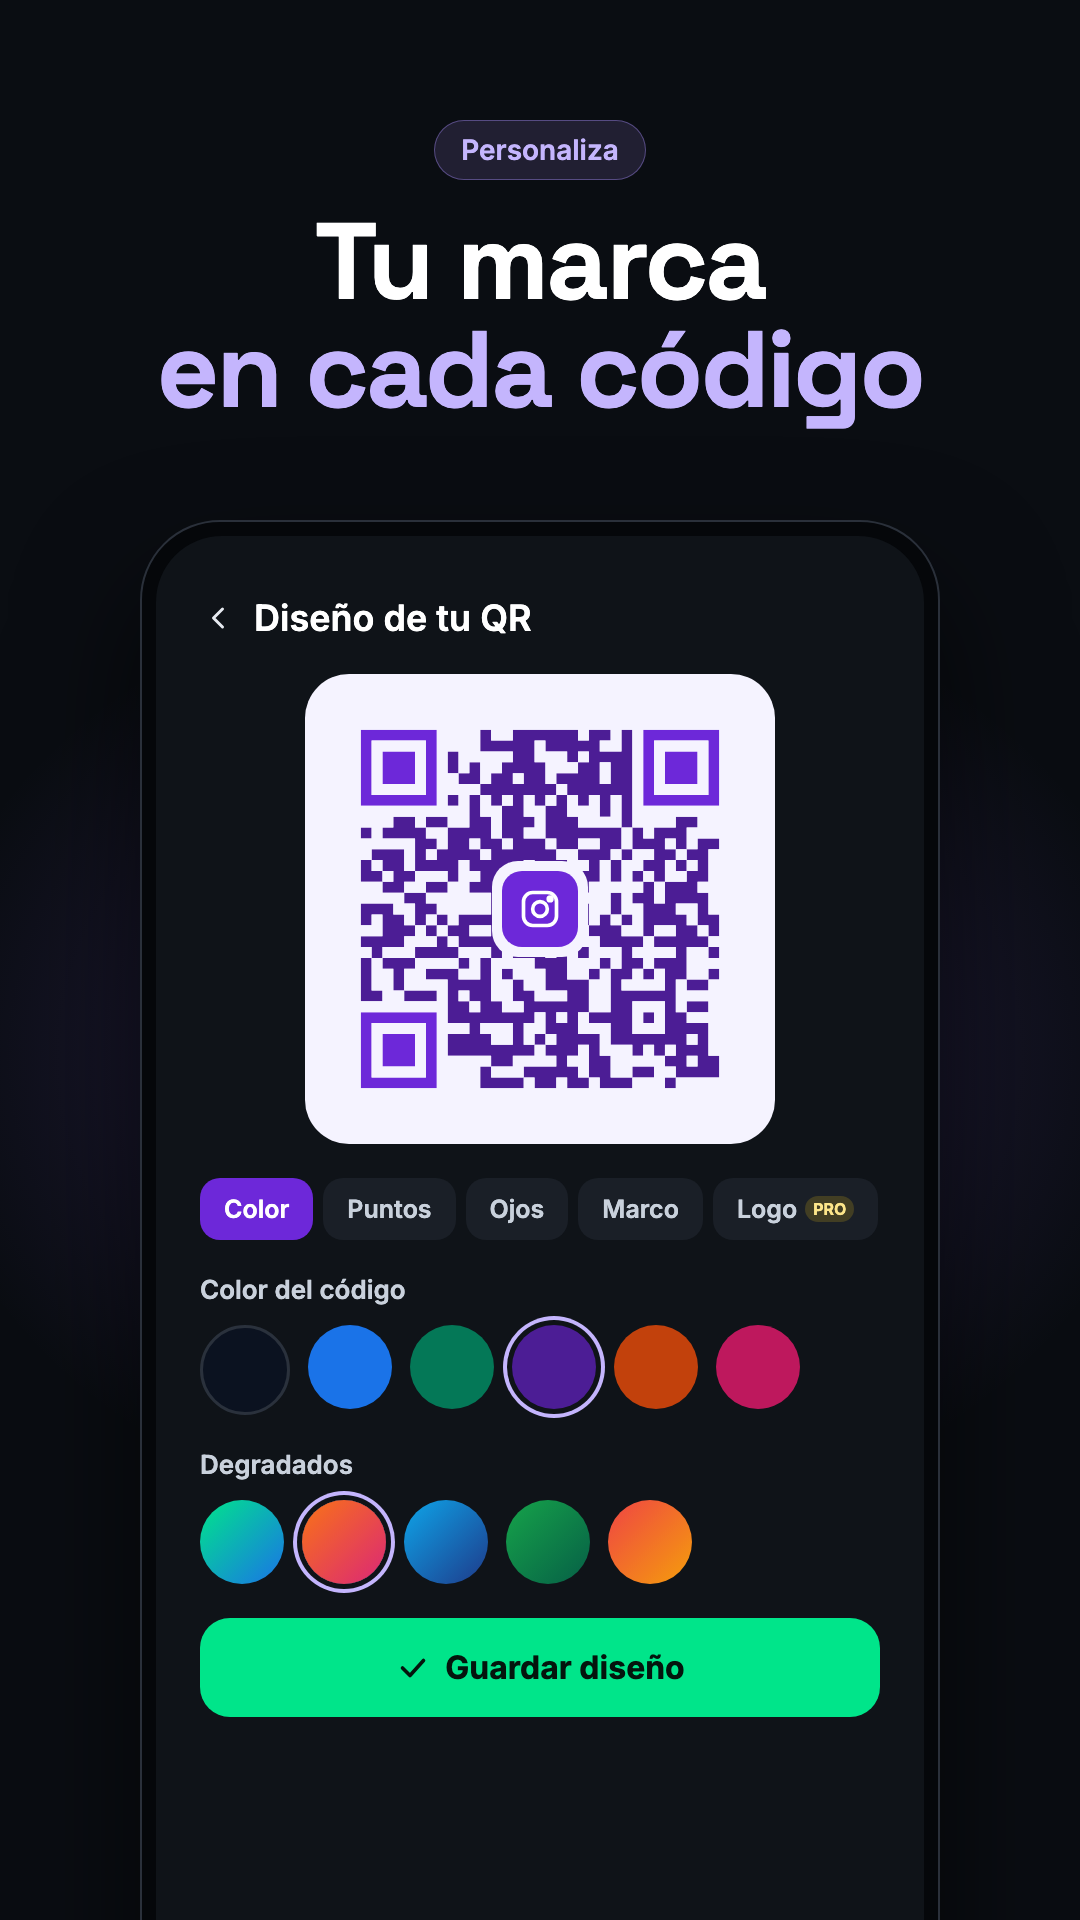 Personaliza
Tu marca
en cada código
Diseño de tu QR
Color Puntos Ojos Marco Logo PRO
Color del código
Degradados
Guardar diseño